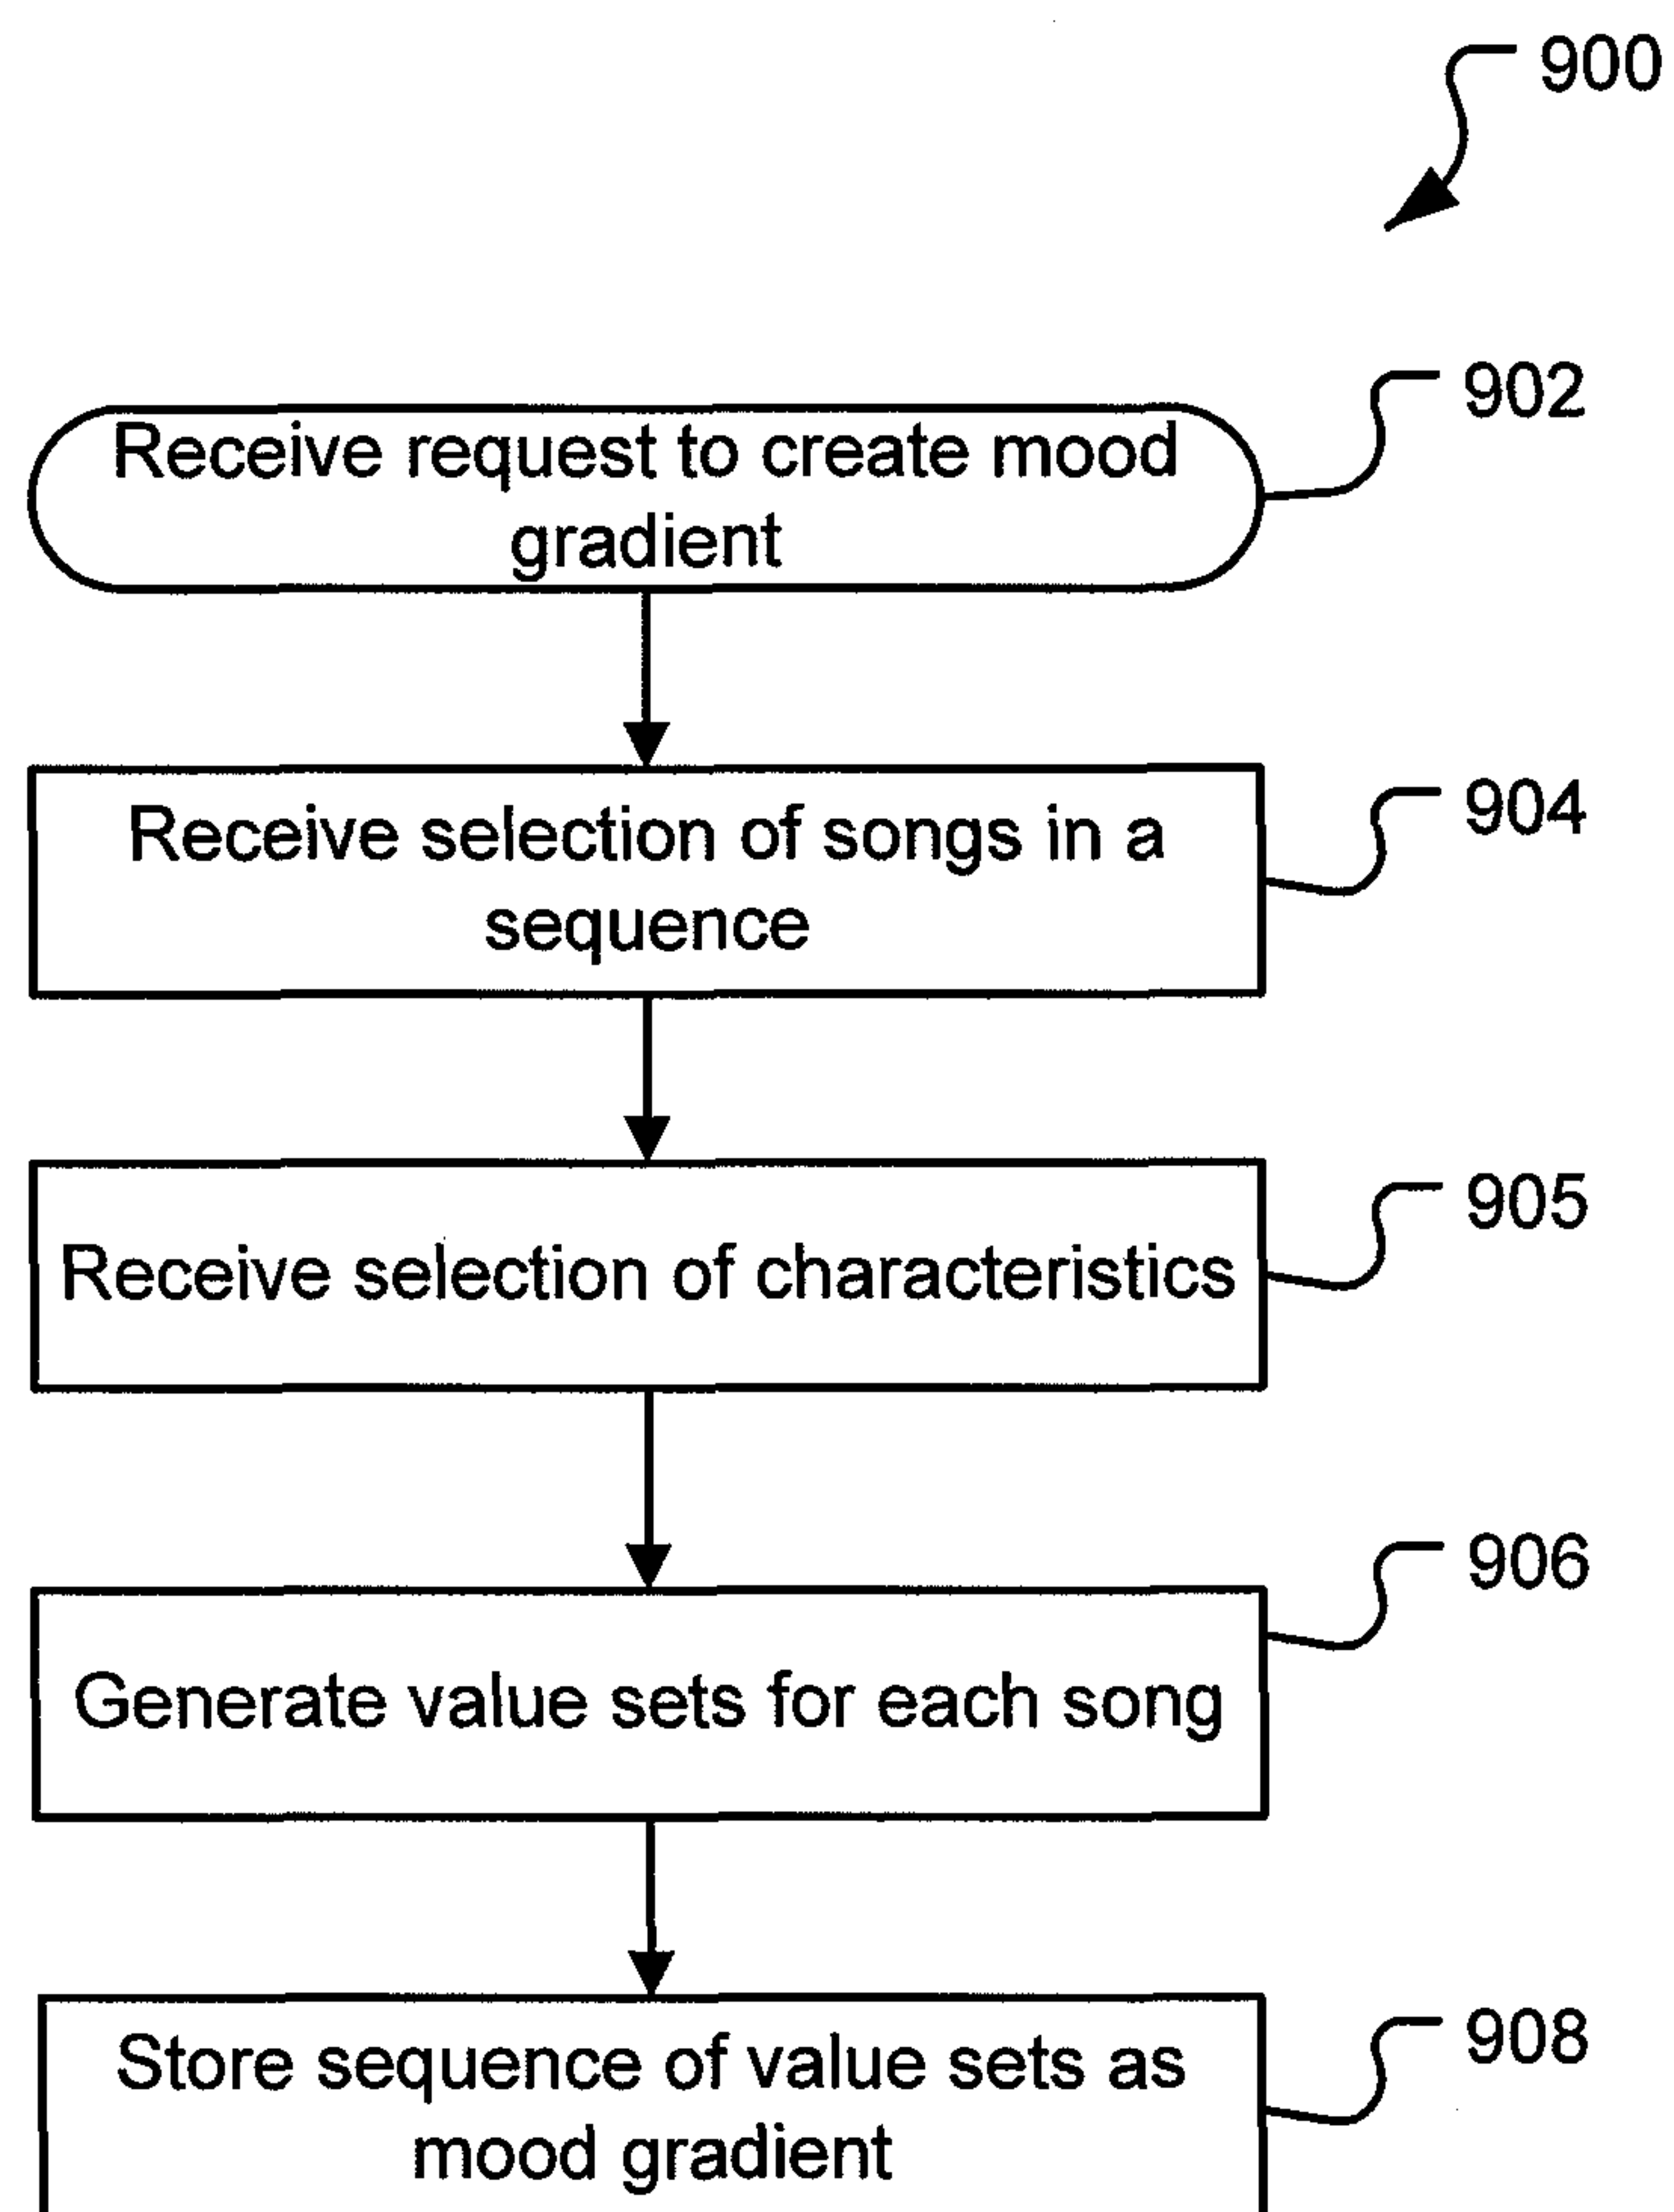 900
902
Receive request to create mood
gradient
904
Receive selection of songs in a
sequence
905
Receive selection of characteristics
906
Generate value sets for each song
908
Store sequence of value sets as
mood gradient